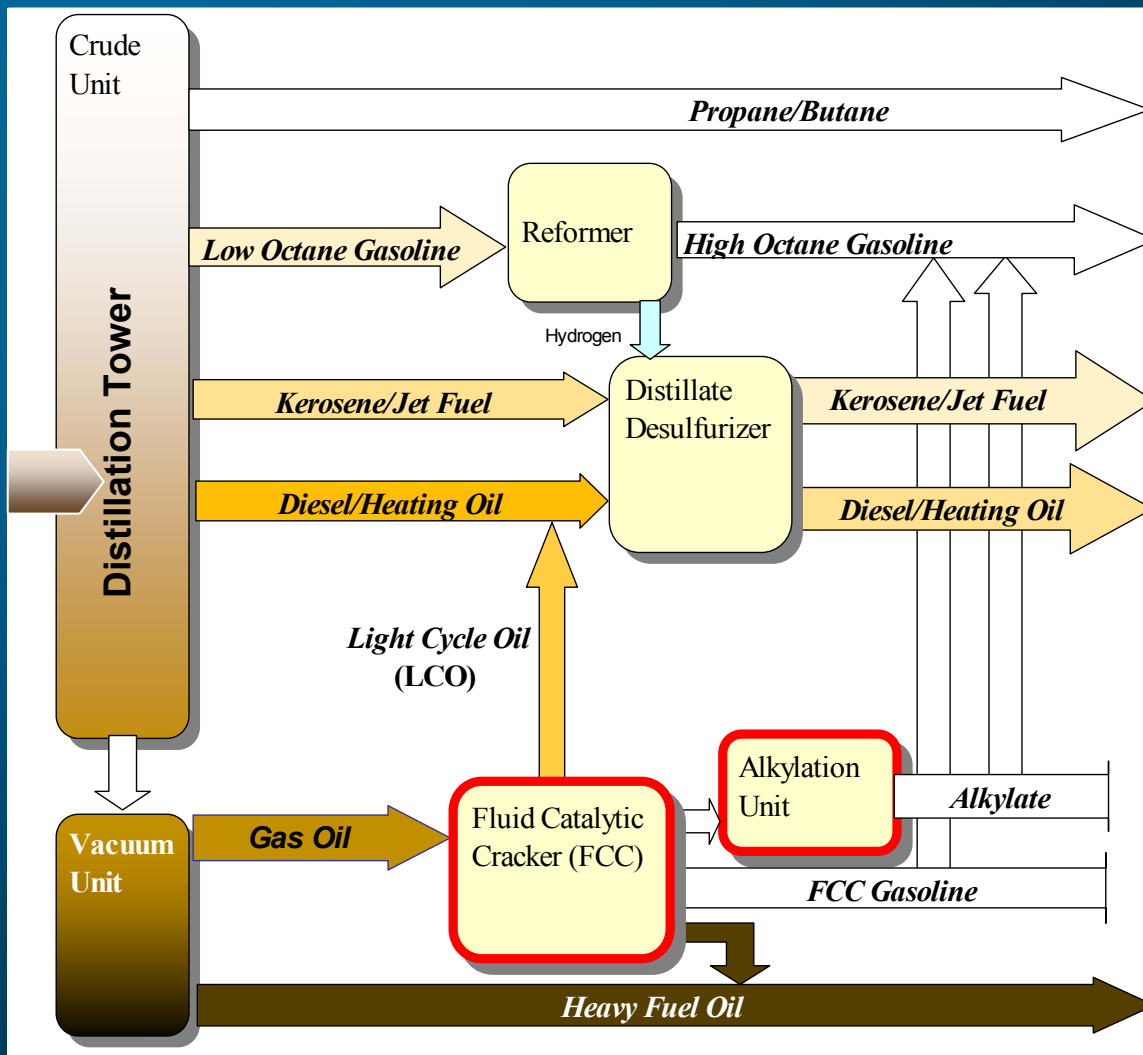 Crude
Unit
Distillation Tower
Propane/Butane
Low Octane Gasoline
Reformer
High Octane Gasoline
Hydrogen
Kerosene/Jet Fuel
Distillate
Desulfurizer
Kerosene/Jet Fuel
Diesel/Heating Oil
Diesel/Heating Oil
Light Cycle Oil
(LCO)
Alkylation
Unit
Alkylate
Vacuum
Unit
Gas Oil
Fluid Catalytic
Cracker (FCC)
FCC Gasoline
Heavy Fuel Oil